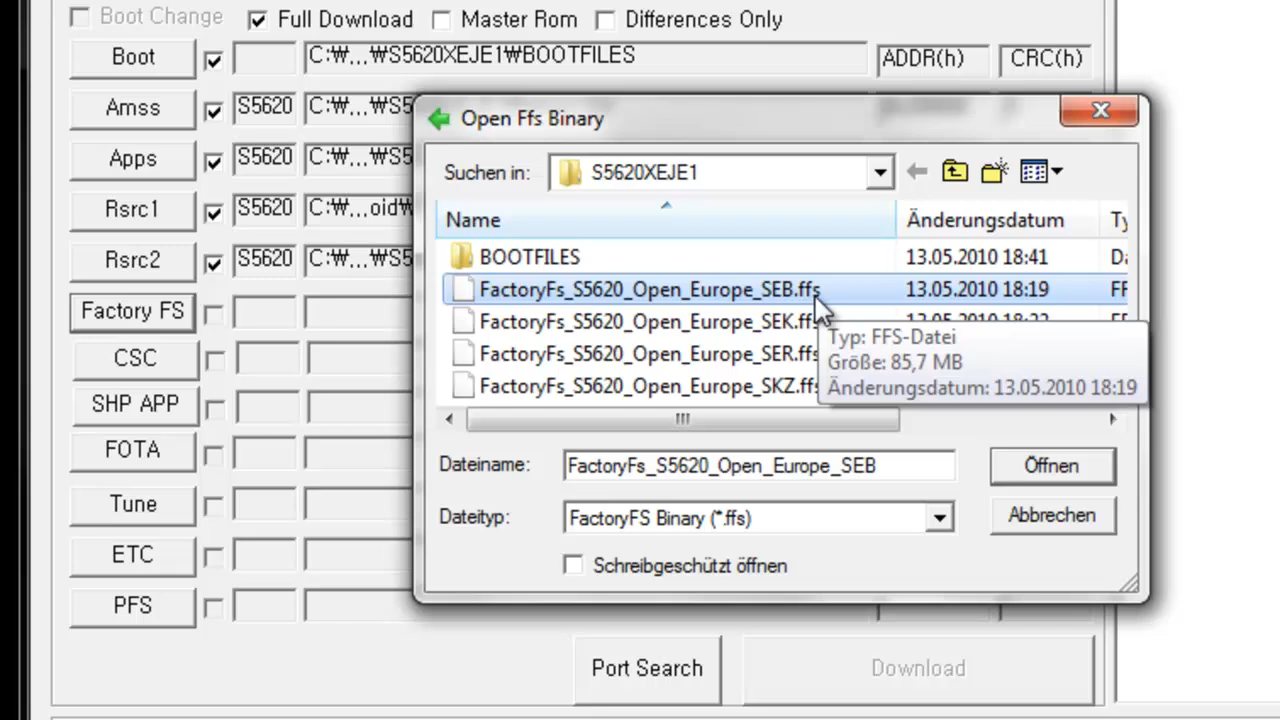 Boot Change Full Download Master Rom Differences Only
Boot C:₩...₩S5620XEJE1₩BOOTFILES ADDR(h) CRC(h)
Amss S5620 C:₩...₩S5
Apps S5620 C:₩...₩S5
Rsrc1 S5620 C:₩...oid₩
Rsrc2 S5620 C:₩...₩S5
Factory FS
CSC
SHP APP
FOTA
Tune
ETC
PFS
Port Search Download
Open Ffs Binary
Suchen in: S5620XEJE1
Name Änderungsdatum Ty
BOOTFILES 13.05.2010 18:41 Da
FactoryFs_S5620_Open_Europe_SEB.ffs 13.05.2010 18:19 FF
FactoryFs_S5620_Open_Europe_SEK.ffs
FactoryFs_S5620_Open_Europe_SER.ffs
FactoryFs_S5620_Open_Europe_SKZ.ffs
Typ: FFS-Datei
Größe: 85,7 MB
Änderungsdatum: 13.05.2010 18:19
Dateiname: FactoryFs_S5620_Open_Europe_SEB Öffnen
Dateityp: FactoryFS Binary (*.ffs) Abbrechen
Schreibgeschützt öffnen